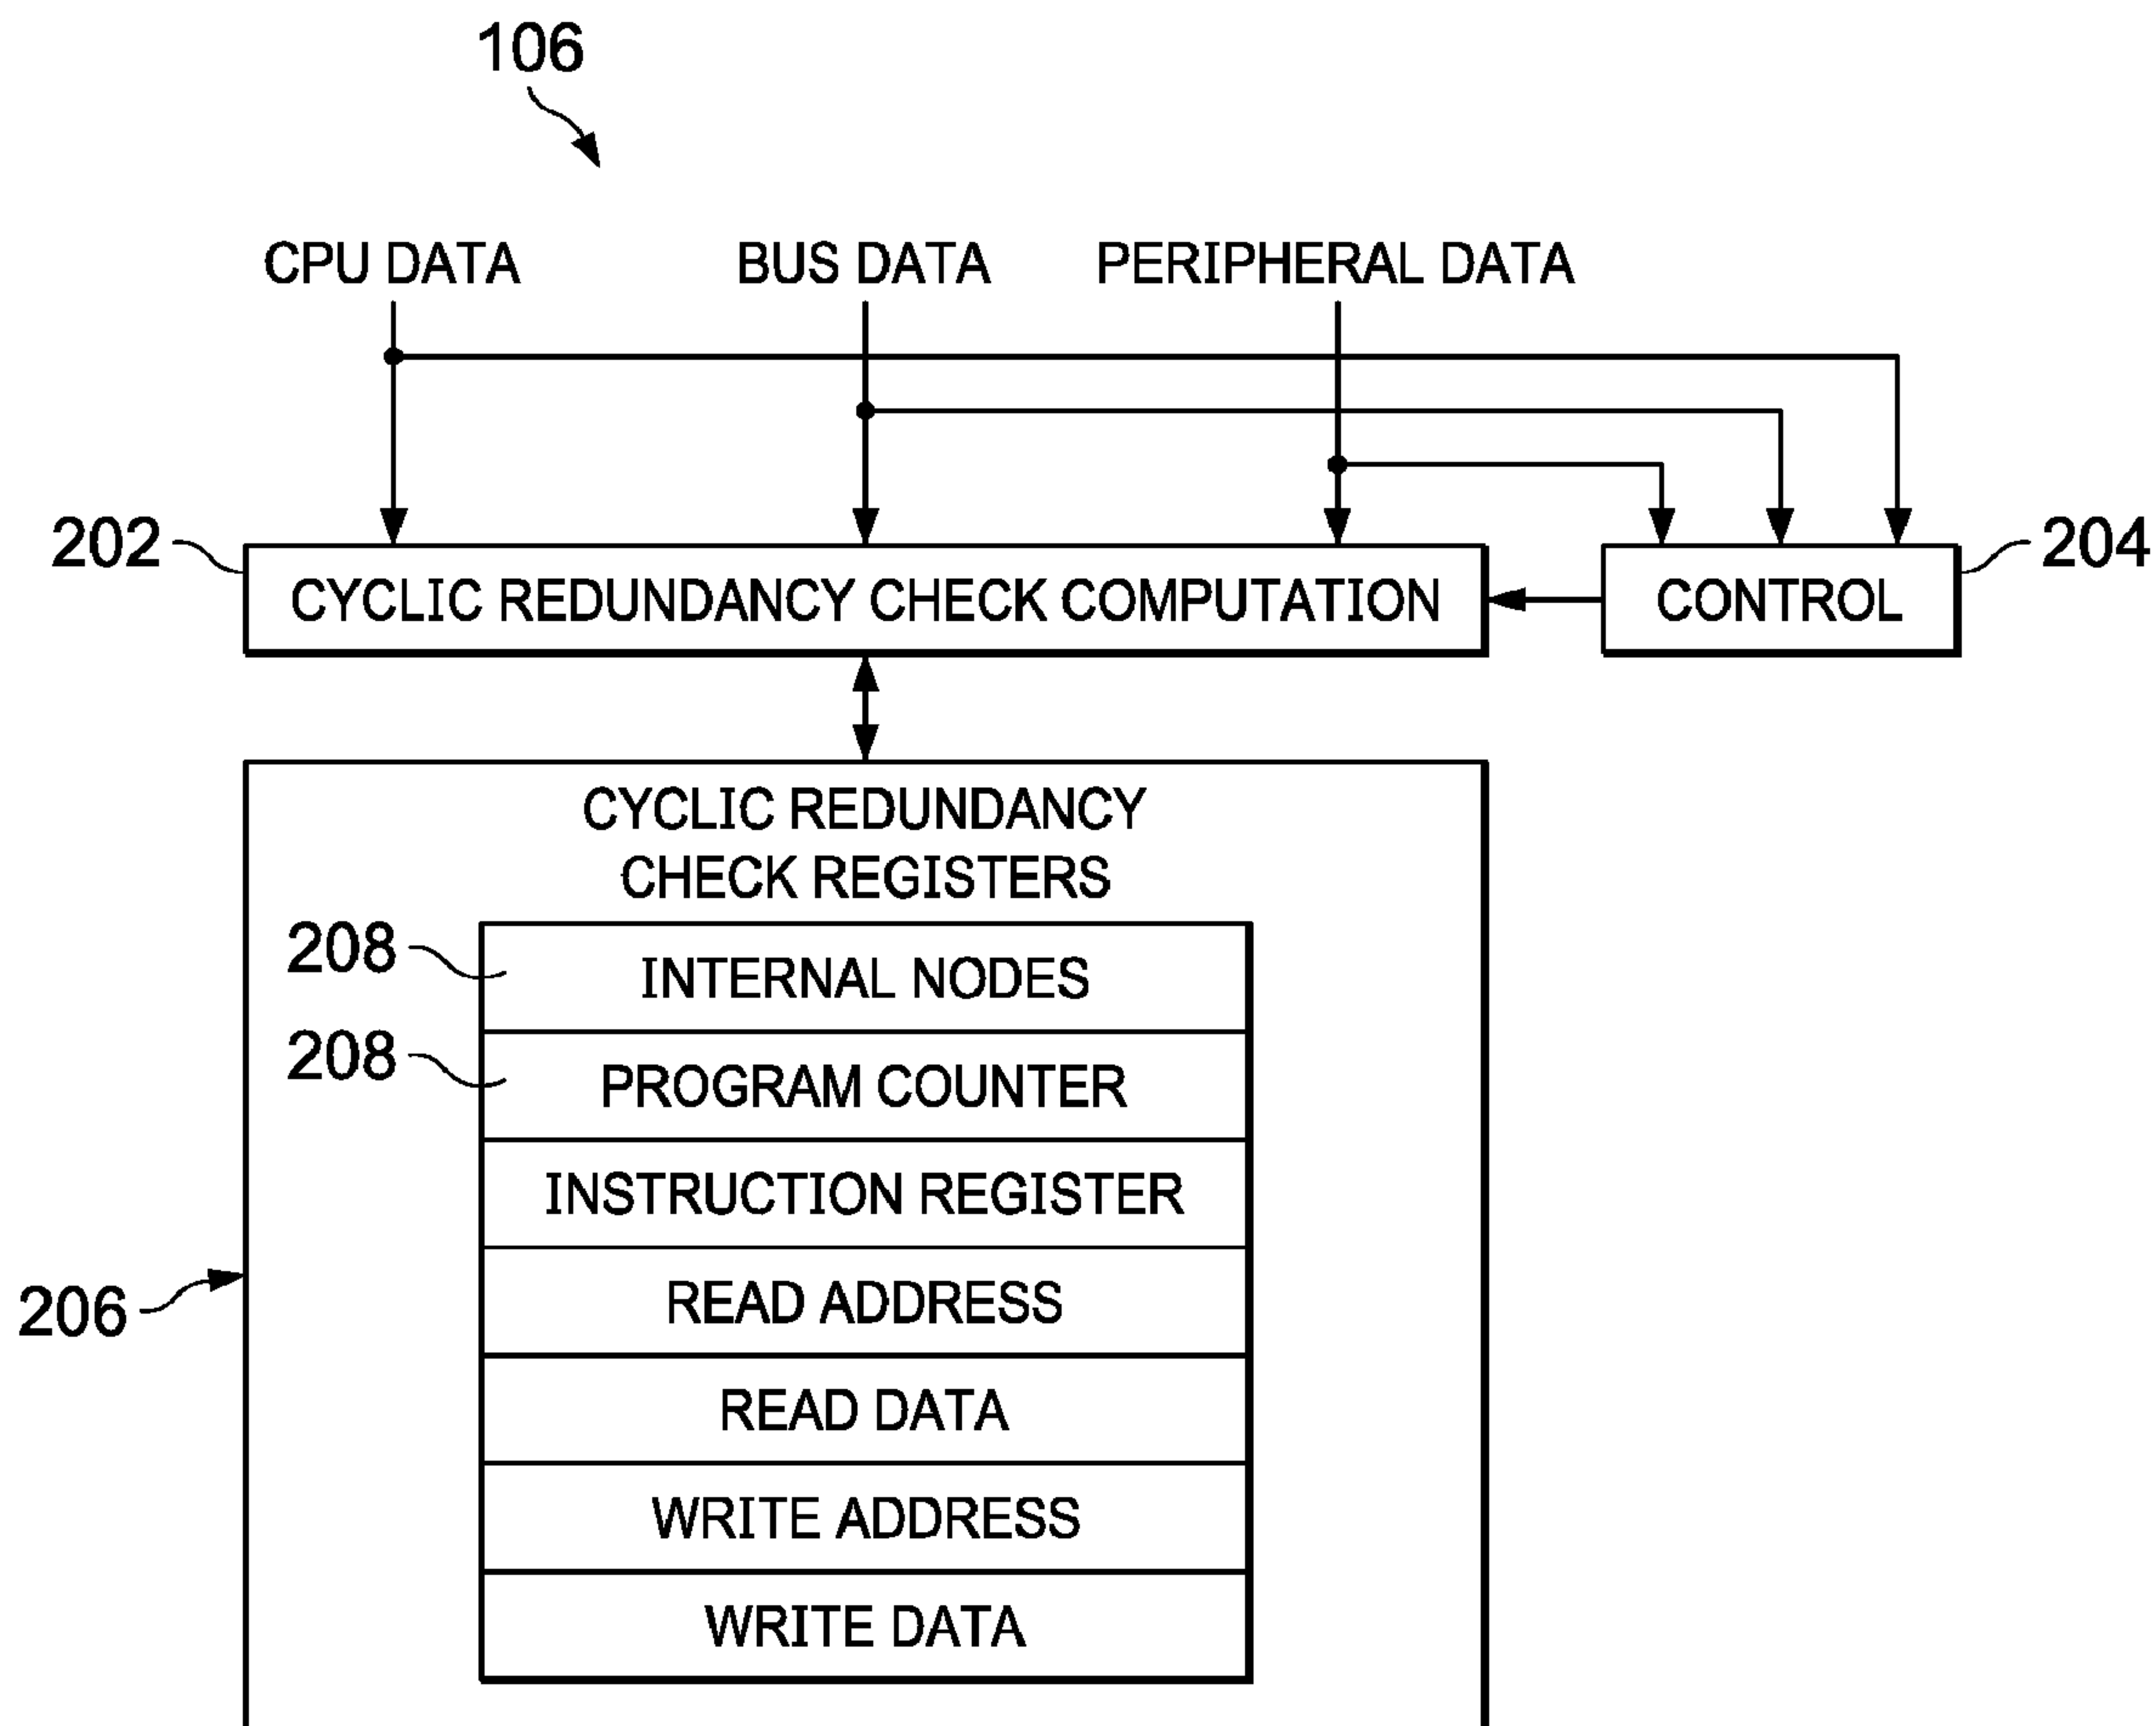 106
CPU DATA BUS DATA PERIPHERAL DATA
202 CYCLIC REDUNDANCY CHECK COMPUTATION CONTROL 204
CYCLIC REDUNDANCY
CHECK REGISTERS
208 INTERNAL NODES
208 PROGRAM COUNTER
INSTRUCTION REGISTER
206 READ ADDRESS
READ DATA
WRITE ADDRESS
WRITE DATA